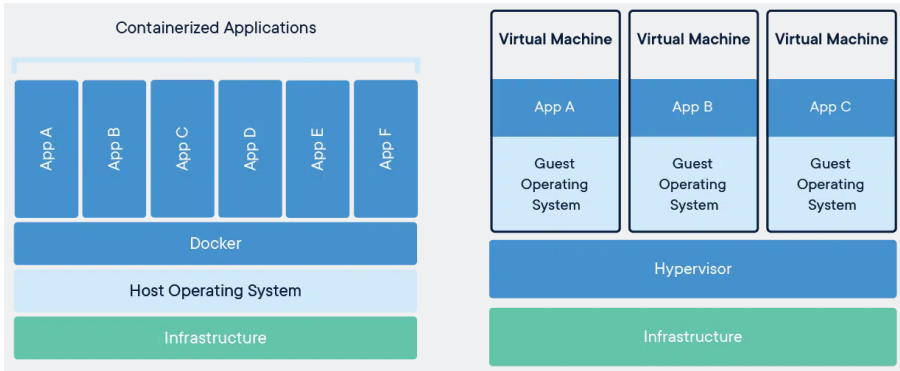 Containerized Applications
App A
App B
App C
App D
App E
App F
Docker
Host Operating System
Infrastructure
Virtual Machine
App A
Guest
Operating
System
Virtual Machine
App B
Guest
Operating
System
Virtual Machine
App C
Guest
Operating
System
Hypervisor
Infrastructure